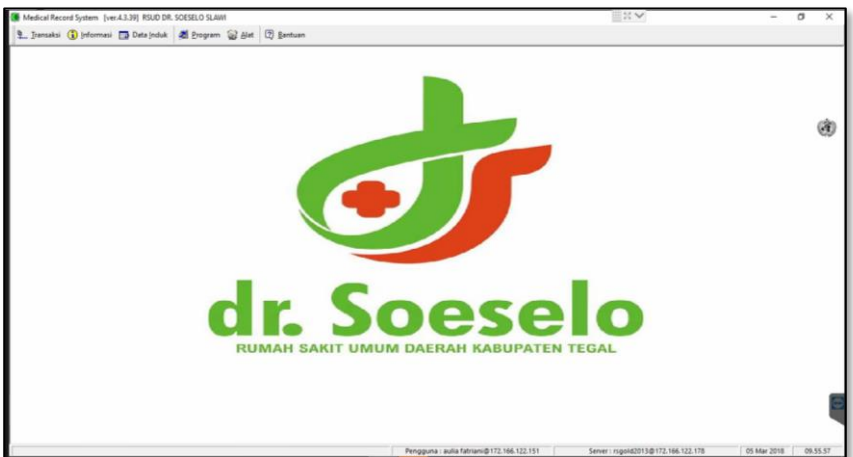 Medical Record System [ver.4.3.39] RSUD DR. SOESELO SLAWI
Transaksi Informasi Data Induk Program Alat Bantuan
dr. Soeselo
RUMAH SAKIT UMUM DAERAH KABUPATEN TEGAL
Pengguna : aulia fatriani@172.166.122.151 Server : rsgold2013@172.166.122.178 05 Mar 2018 09.55.57